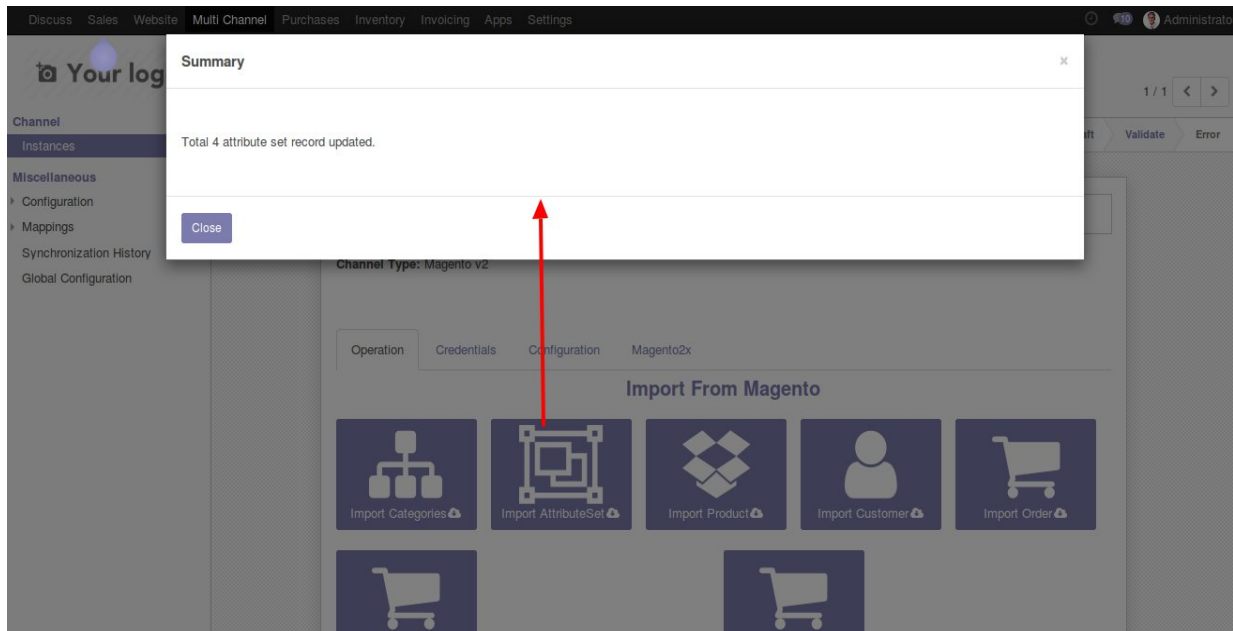 Discuss Sales Website Multi Channel Purchases Inventory Invoicing Apps Settings 10 Administrato
Your log
Summary ×
1 / 1
Channel
Instances
Total 4 attribute set record updated.
Validate Error
Miscellaneous
Configuration
Mappings
Close
Synchronization History
Global Configuration
Channel Type: Magento v2
Operation Credentials Configuration Magento2x
Import From Magento
Import Categories Import AttributeSet Import Product Import Customer Import Order